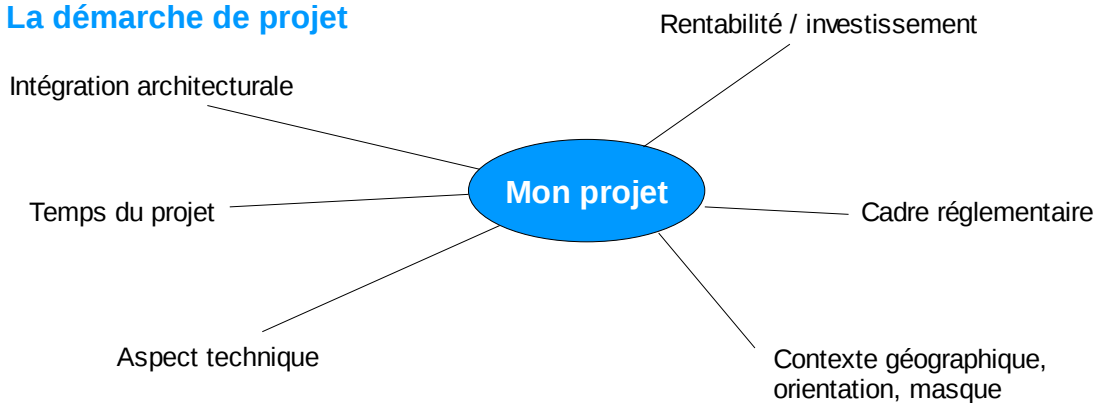 La démarche de projet
Rentabilité / investissement
Intégration architecturale
Mon projet
Temps du projet
Cadre réglementaire
Aspect technique
Contexte géographique,
orientation, masque